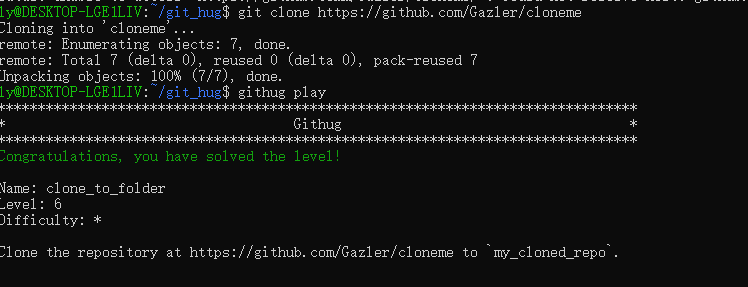 ly@DESKTOP-LGE1LIV:~/git_hug$ git clone https://github.com/Gazler/cloneme
Cloning into 'cloneme'...
remote: Enumerating objects: 7, done.
remote: Total 7 (delta 0), reused 0 (delta 0), pack-reused 7
Unpacking objects: 100% (7/7), done.
ly@DESKTOP-LGE1LIV:~/git_hug$ githug play
********************************************************************************
* Githug *
********************************************************************************
Congratulations, you have solved the level!
Name: clone_to_folder
Level: 6
Difficulty: *
Clone the repository at https://github.com/Gazler/cloneme to `my_cloned_repo`.